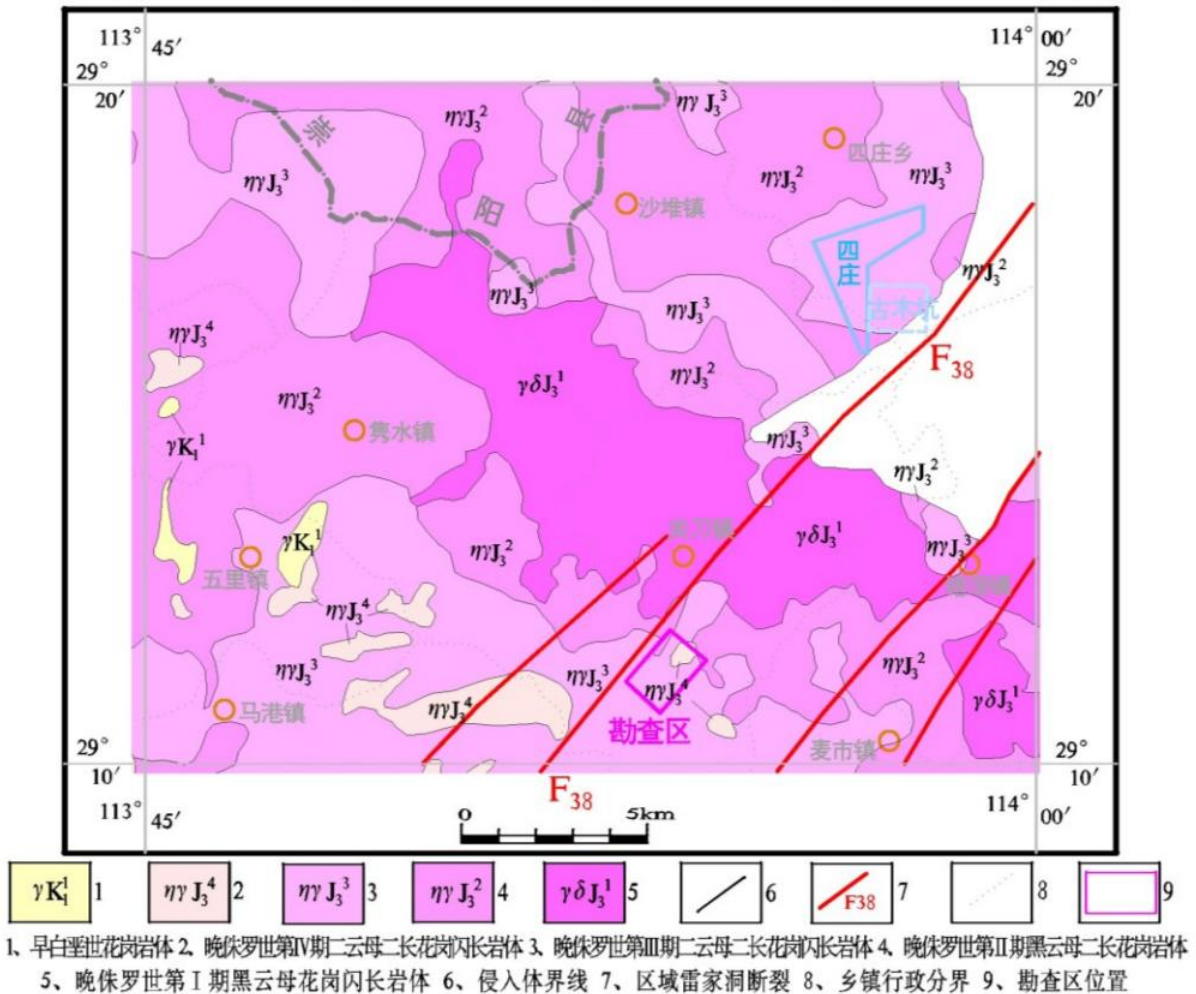 113° 45′ 114° 00′
29° 29°
20′ 20′
ηγJ₃² ηγJ₃³
崇 县
四庄乡
ηγJ₃³ ηγJ₃² ηγJ₃³
阳 沙堆镇
四庄
ηγJ₃²
ηγJ₃³ ηγJ₃³ 古木坑
ηγJ₃⁴ F₃₈
ηγJ₃² γδJ₃¹ ηγJ₃²
隽水镇
γK₁¹ ηγJ₃³
ηγJ₃²
γK₁¹ ηγJ₃² γδJ₃¹
五里镇 ηγJ₃³
ηγJ₃⁴
ηγJ₃³ ηγJ₃³ ηγJ₃²
ηγJ₃⁴ γδJ₃¹
马港镇 ηγJ₃⁴
勘查区 麦市镇
29° 29°
10′ F₃₈ 10′
113° 45′ 114° 00′
0 5km
γK₁¹ 1 ηγJ₃⁴ 2 ηγJ₃³ 3 ηγJ₃² 4 γδJ₃¹ 5 6 F38 7 8 9
1、早白垩世花岗岩体 2、晚侏罗世第Ⅳ期二云母二长花岗闪长岩体 3、晚侏罗世第Ⅲ期二云母二长花岗闪长岩体 4、晚侏罗世第Ⅱ期黑云母二长花岗岩体
5、晚侏罗世第Ⅰ期黑云母花岗闪长岩体 6、侵入体界线 7、区域雷家洞断裂 8、乡镇行政分界 9、勘查区位置